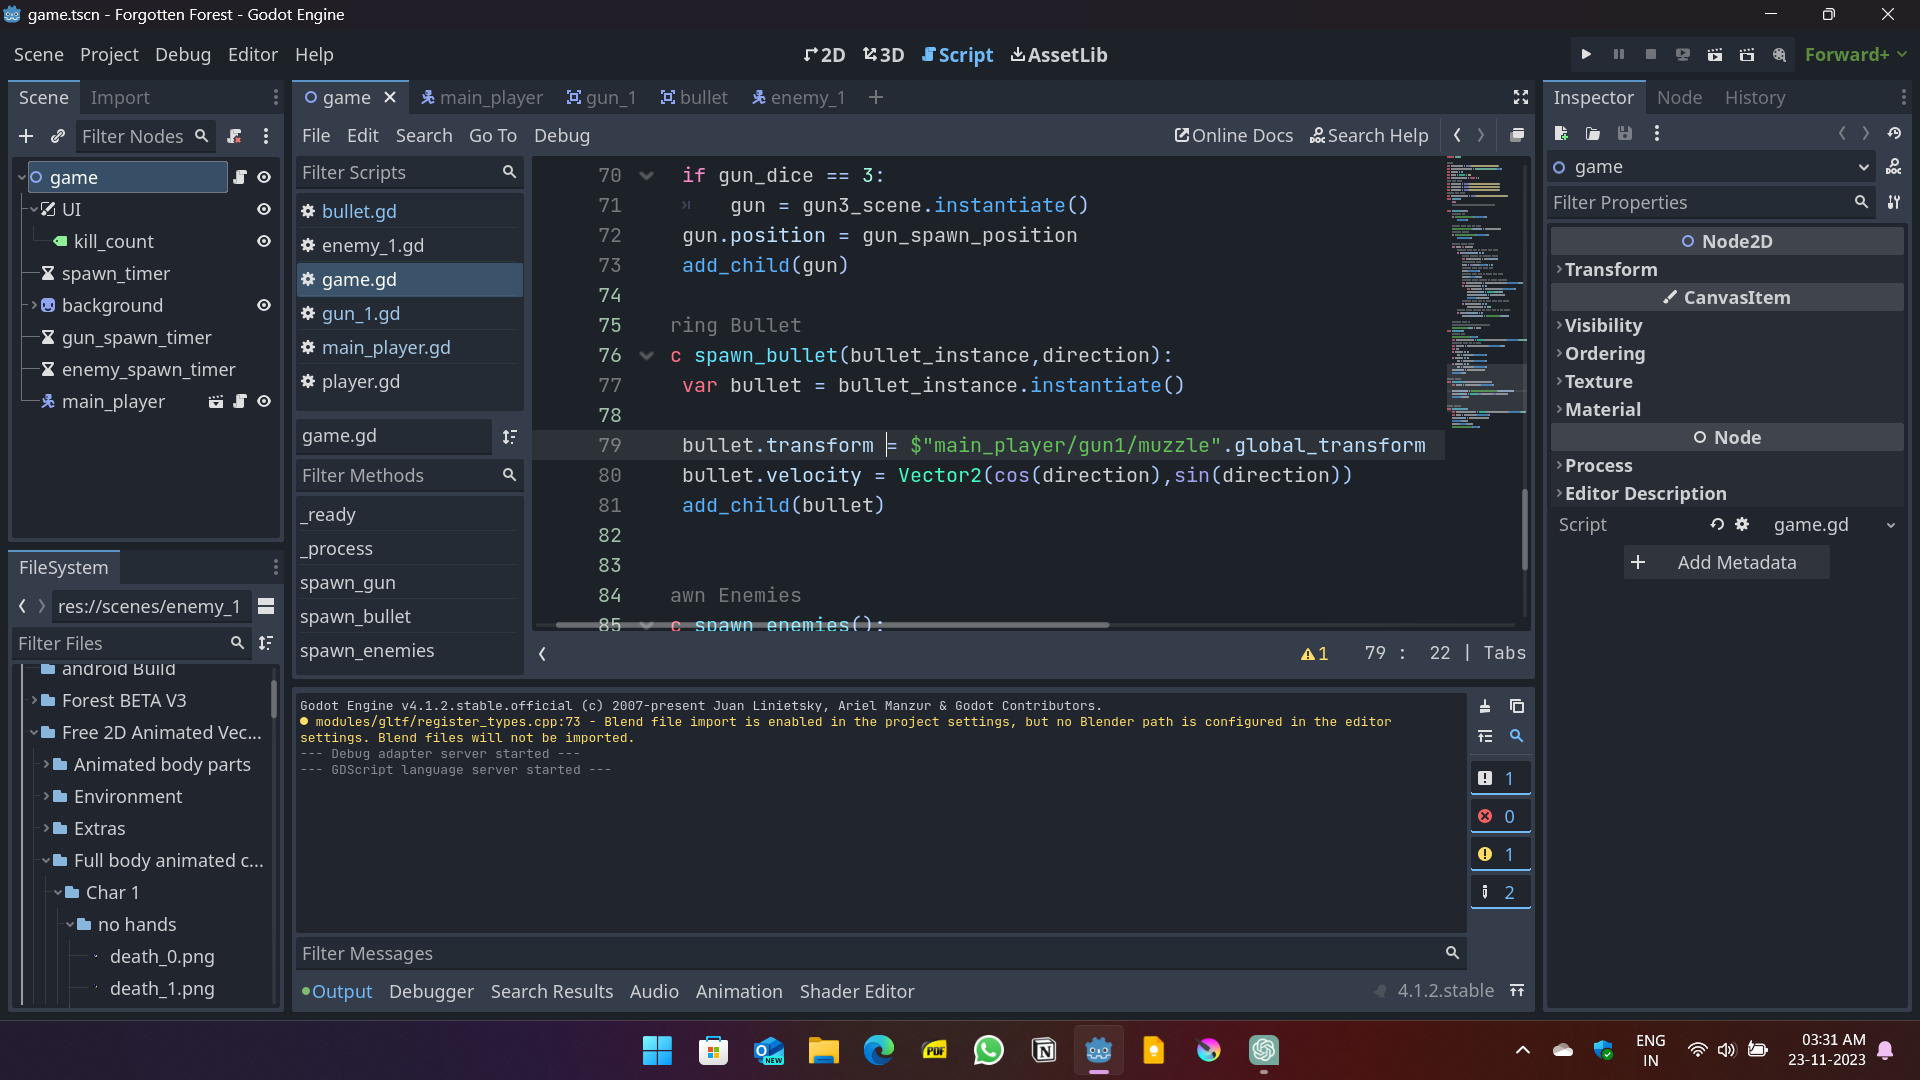 game.tscn - Forgotten Forest - Godot Engine
Scene Project Debug Editor Help
2D 3D Script AssetLib
Forward+
Scene Import
Filter Nodes
game
UI
kill_count
spawn_timer
background
gun_spawn_timer
enemy_spawn_timer
main_player
FileSystem
res://scenes/enemy_1
Filter Files
android Build
Forest BETA V3
Free 2D Animated Vec...
Animated body parts
Environment
Extras
Full body animated c...
Char 1
no hands
death_0.png
death_1.png
game main_player gun_1 bullet enemy_1
File Edit Search Go To Debug
Online Docs Search Help
Filter Scripts
bullet.gd
enemy_1.gd
game.gd
gun_1.gd
main_player.gd
player.gd
game.gd
Filter Methods
_ready
_process
spawn_gun
spawn_bullet
spawn_enemies
70 if gun_dice == 3:
71 gun = gun3_scene.instantiate()
72 gun.position = gun_spawn_position
73 add_child(gun)
74
75 ring Bullet
76 c spawn_bullet(bullet_instance,direction):
77 var bullet = bullet_instance.instantiate()
78
79 bullet.transform = $"main_player/gun1/muzzle".global_transform
80 bullet.velocity = Vector2(cos(direction),sin(direction))
81 add_child(bullet)
82
83
84 awn Enemies
85 c spawn_enemies():
1 79 : 22 | Tabs
Godot Engine v4.1.2.stable.official (c) 2007-present Juan Linietsky, Ariel Manzur & Godot Contributors.
modules/gltf/register_types.cpp:73 - Blend file import is enabled in the project settings, but no Blender path is configured in the editor
settings. Blend files will not be imported.
--- Debug adapter server started ---
--- GDScript language server started ---
1
0
1
2
Filter Messages
Output Debugger Search Results Audio Animation Shader Editor
4.1.2.stable
Inspector Node History
game
Filter Properties
Node2D
Transform
CanvasItem
Visibility
Ordering
Texture
Material
Node
Process
Editor Description
Script game.gd
Add Metadata
NEW
PDF
ENG
IN
03:31 AM
23-11-2023